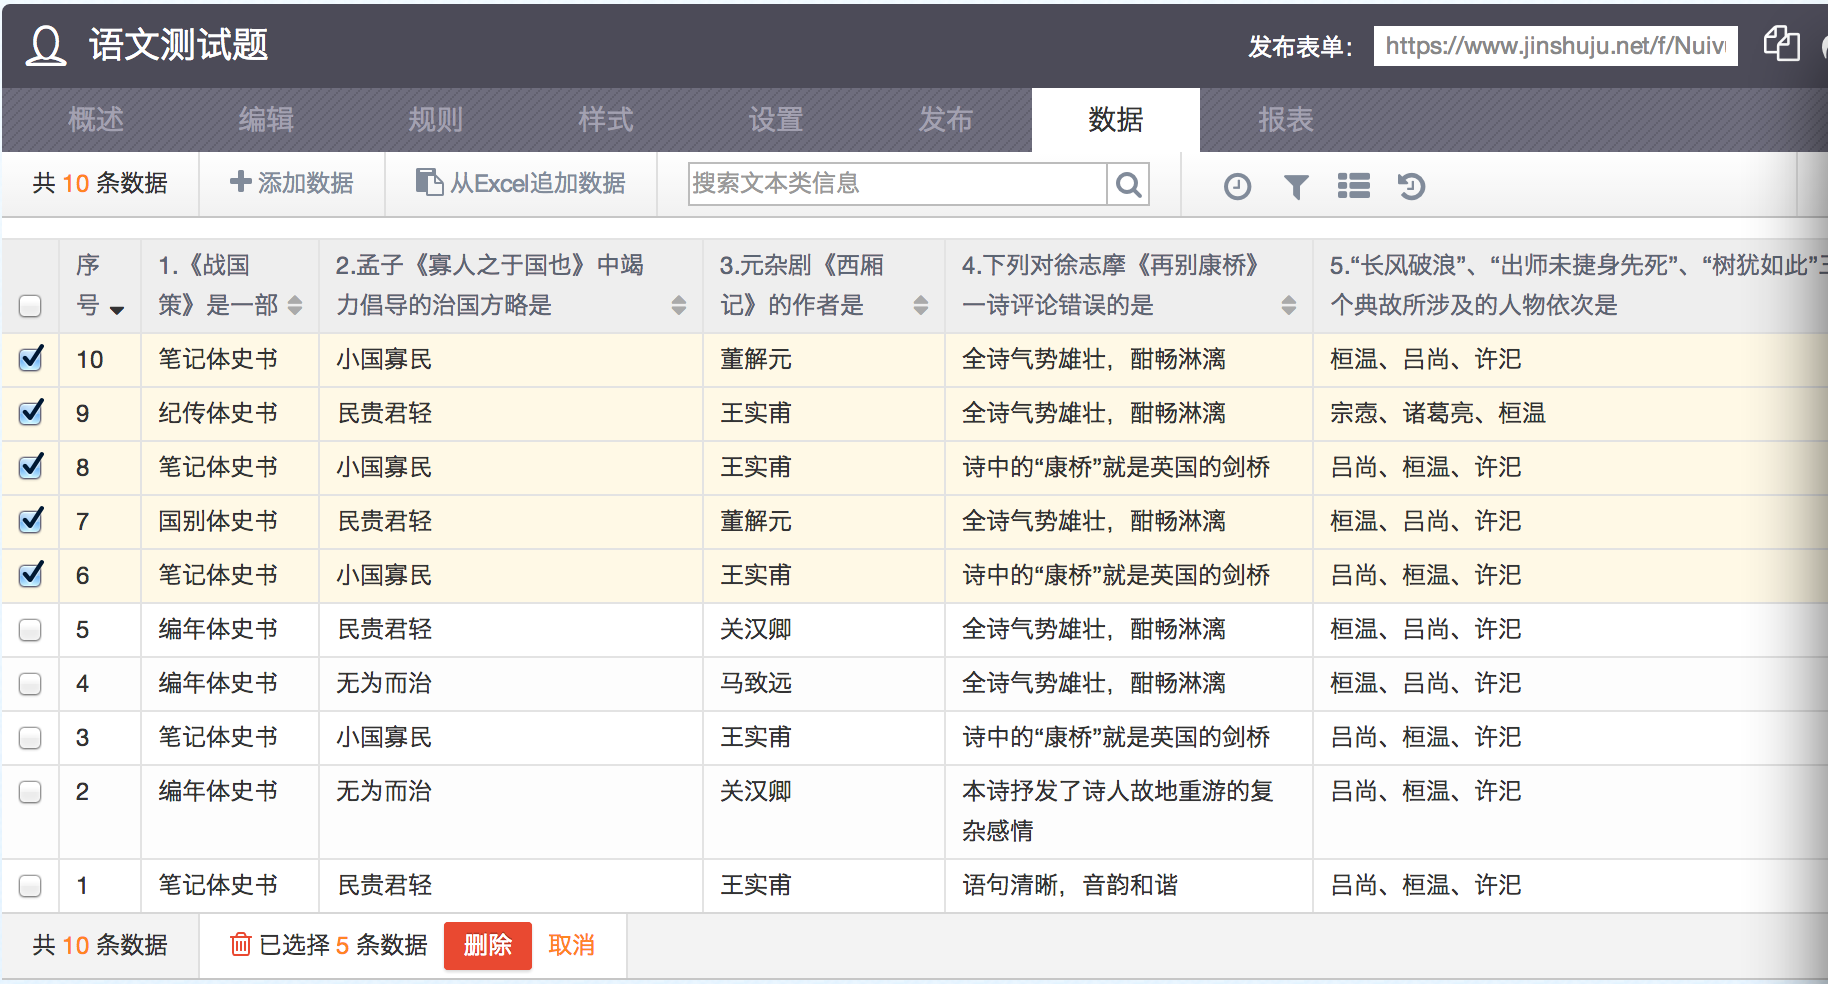 语文测试题
发布表单：
https://www.jinshuju.net/f/Nuiv
概述 编辑 规则 样式 设置 发布 数据 报表
共 10 条数据 添加数据 从Excel追加数据 搜索文本类信息
序号 1.《战国策》是一部 2.孟子《寡人之于国也》中竭力倡导的治国方略是 3.元杂剧《西厢记》的作者是 4.下列对徐志摩《再别康桥》一诗评论错误的是 5.“长风破浪”、“出师未捷身先死”、“树犹如此”三个典故所涉及的人物依次是
10 笔记体史书 小国寡民 董解元 全诗气势雄壮，酣畅淋漓 桓温、吕尚、许汜
9 纪传体史书 民贵君轻 王实甫 全诗气势雄壮，酣畅淋漓 宗悫、诸葛亮、桓温
8 笔记体史书 小国寡民 王实甫 诗中的“康桥”就是英国的剑桥 吕尚、桓温、许汜
7 国别体史书 民贵君轻 董解元 全诗气势雄壮，酣畅淋漓 桓温、吕尚、许汜
6 笔记体史书 小国寡民 王实甫 诗中的“康桥”就是英国的剑桥 吕尚、桓温、许汜
5 编年体史书 民贵君轻 关汉卿 全诗气势雄壮，酣畅淋漓 桓温、吕尚、许汜
4 编年体史书 无为而治 马致远 全诗气势雄壮，酣畅淋漓 桓温、吕尚、许汜
3 笔记体史书 小国寡民 王实甫 诗中的“康桥”就是英国的剑桥 吕尚、桓温、许汜
2 编年体史书 无为而治 关汉卿 本诗抒发了诗人故地重游的复杂感情 吕尚、桓温、许汜
1 笔记体史书 民贵君轻 王实甫 语句清晰，音韵和谐 吕尚、桓温、许汜
共 10 条数据 已选择 5 条数据 删除 取消